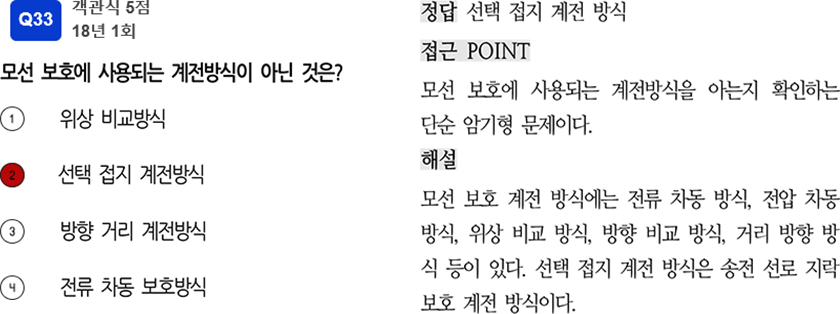 Q33
객관식 5점
18년 1회
모선 보호에 사용되는 계전방식이 아닌 것은?
1 위상 비교방식
2 선택 접지 계전방식
3 방향 거리 계전방식
4 전류 차동 보호방식
정답 선택 접지 계전 방식
접근 POINT
모선 보호에 사용되는 계전방식을 아는지 확인하는
단순 암기형 문제이다.
해설
모선 보호 계전 방식에는 전류 차동 방식, 전압 차동
방식, 위상 비교 방식, 방향 비교 방식, 거리 방향 방
식 등이 있다. 선택 접지 계전 방식은 송전 선로 지락
보호 계전 방식이다.